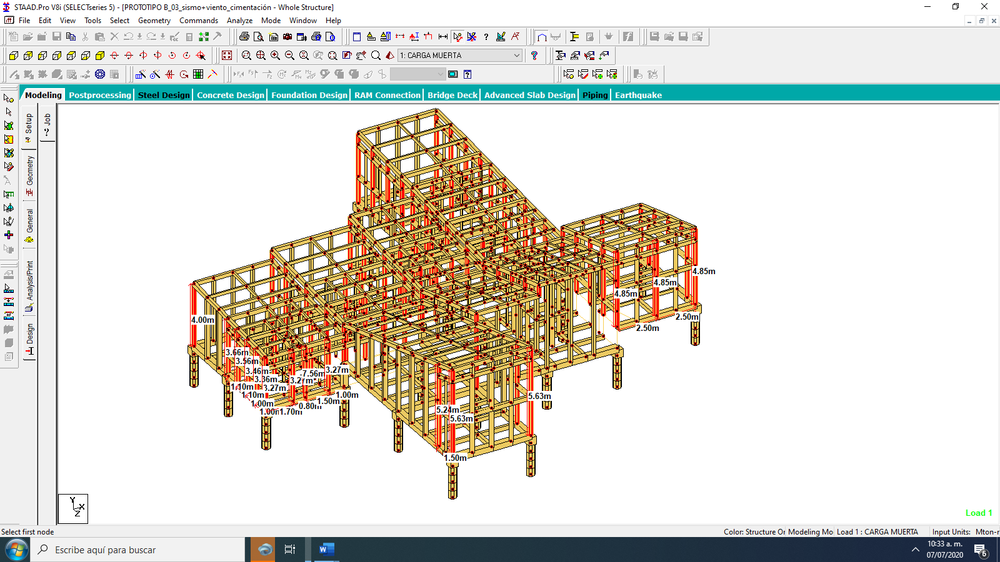 STAAD.Pro V8i (SELECTseries 5) - [PROTOTIPO B_03_sismo+viento_cimentación - Whole Structure]
File Edit View Tools Select Geometry Commands Analyze Mode Window Help
1: CARGA MUERTA
Modeling Postprocessing Steel Design Concrete Design Foundation Design RAM Connection Bridge Deck Advanced Slab Design Piping Earthquake
Job
Setup
Geometry
General
Analysis/Print
Design
4.85m
4.85m
4.85m
2.50m
2.50m
4.00m
3.66m
3.56m
3.46m
3.36m
3.27m
7.56m
3.27m
1.10m
1.10m
1.00m
1.70m
0.80m
1.50m
1.00m
5.63m
5.24m
5.63m
1.50m
Y
X
Z
Load 1
Select first node
Color: Structure Or Modeling Mo Load 1 : CARGA MUERTA Input Units: Mton-r
Escribe aquí para buscar
10:33 a. m.
07/07/2020
6